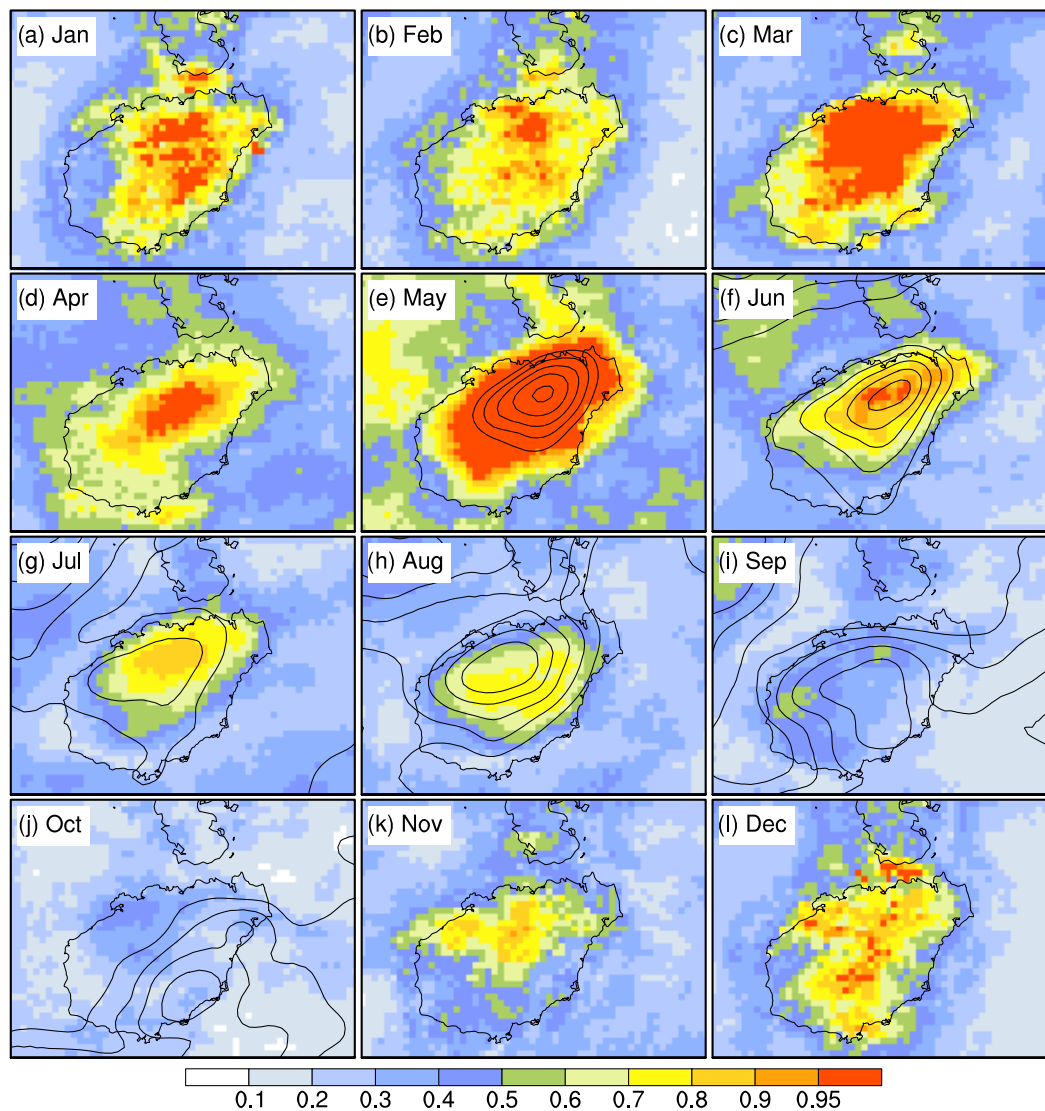 (a) Jan
(b) Feb
(c) Mar
(d) Apr
(e) May
(f) Jun
(g) Jul
(h) Aug
(i) Sep
(j) Oct
(k) Nov
(l) Dec
0.1 0.2 0.3 0.4 0.5 0.6 0.7 0.8 0.9 0.95